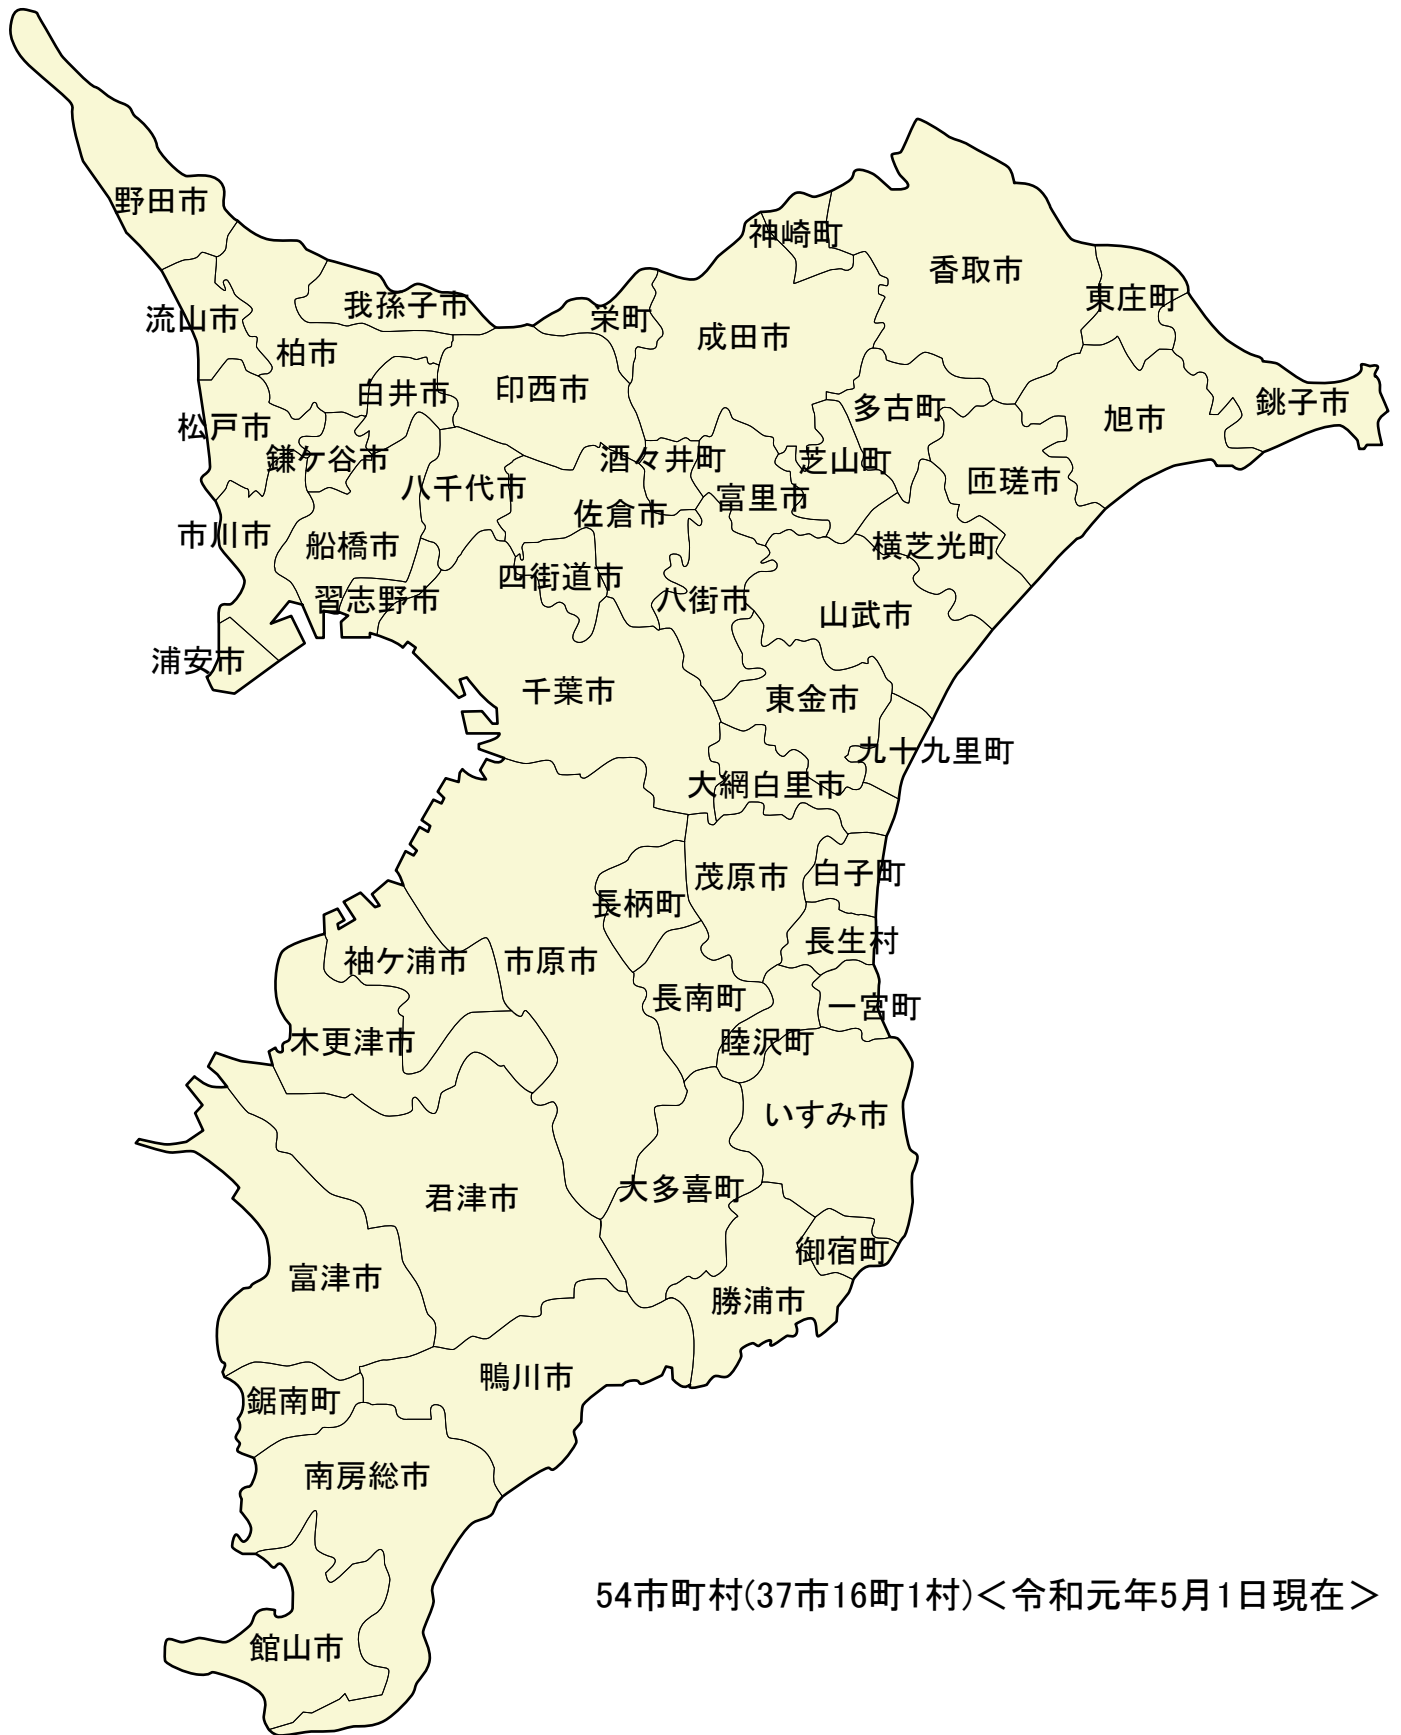 野田市
神崎町
香取市
東庄町
流山市
我孫子市
栄町
成田市
柏市
白井市
印西市
多古町
旭市
銚子市
松戸市
鎌ケ谷市
酒々井町
芝山町
八千代市
富里市
匝瑳市
佐倉市
市川市
船橋市
横芝光町
四街道市
習志野市
八街市
山武市
浦安市
千葉市
東金市
九十九里町
大網白里市
茂原市
白子町
長柄町
長生村
袖ケ浦市
市原市
長南町
一宮町
木更津市
睦沢町
いすみ市
君津市
大多喜町
富津市
御宿町
勝浦市
鴨川市
鋸南町
南房総市
54市町村(37市16町1村)＜令和元年5月1日現在＞
館山市